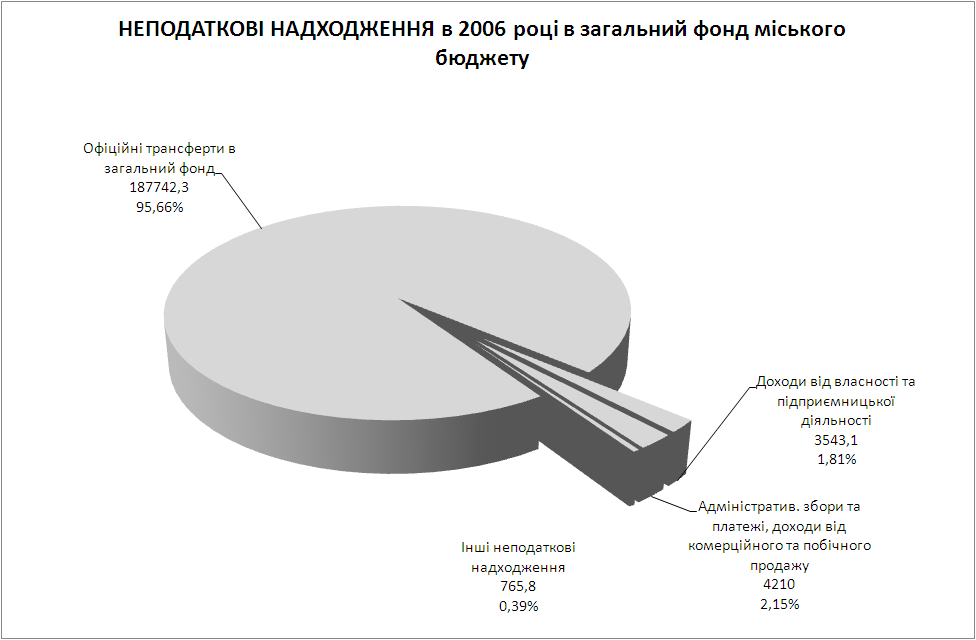 НЕПОДАТКОВІ НАДХОДЖЕННЯ в 2006 році в загальний фонд міського
бюджету
Офіційні трансферти в
загальний фонд
187742,3
95,66%
Доходи від власності та
підприємницької
діяльності
3543,1
1,81%
Адміністратив. збори та
платежі, доходи від
комерційного та побічного
продажу
4210
2,15%
Інші неподаткові
надходження
765,8
0,39%